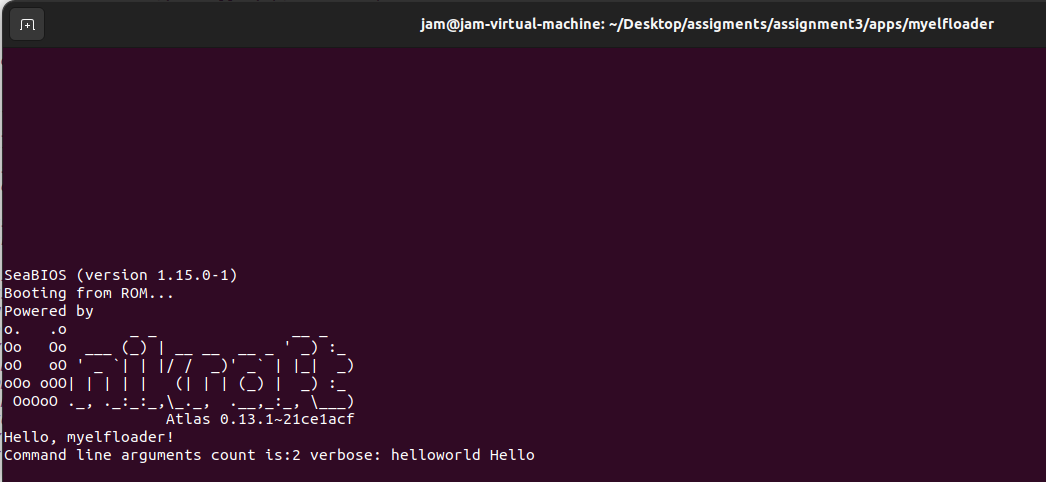 jam@jam-virtual-machine: ~/Desktop/assigments/assignment3/apps/myelfloader
SeaBIOS (version 1.15.0-1)
Booting from ROM...
Powered by
o.   .o       _ _               __ _
Oo   Oo  ___ (_) | __ __  __ _ ' _) :_
oO   oO ' _ `| | |/ /  _)' _` | |_|  _)
oOo oOO| | | | |   (| | | (_) |  _) :_
 OoOoO ._, ._:_:_,\_._,  .__,_:_, \___)
                  Atlas 0.13.1~21ce1acf
Hello, myelfloader!
Command line arguments count is:2 verbose: helloworld Hello